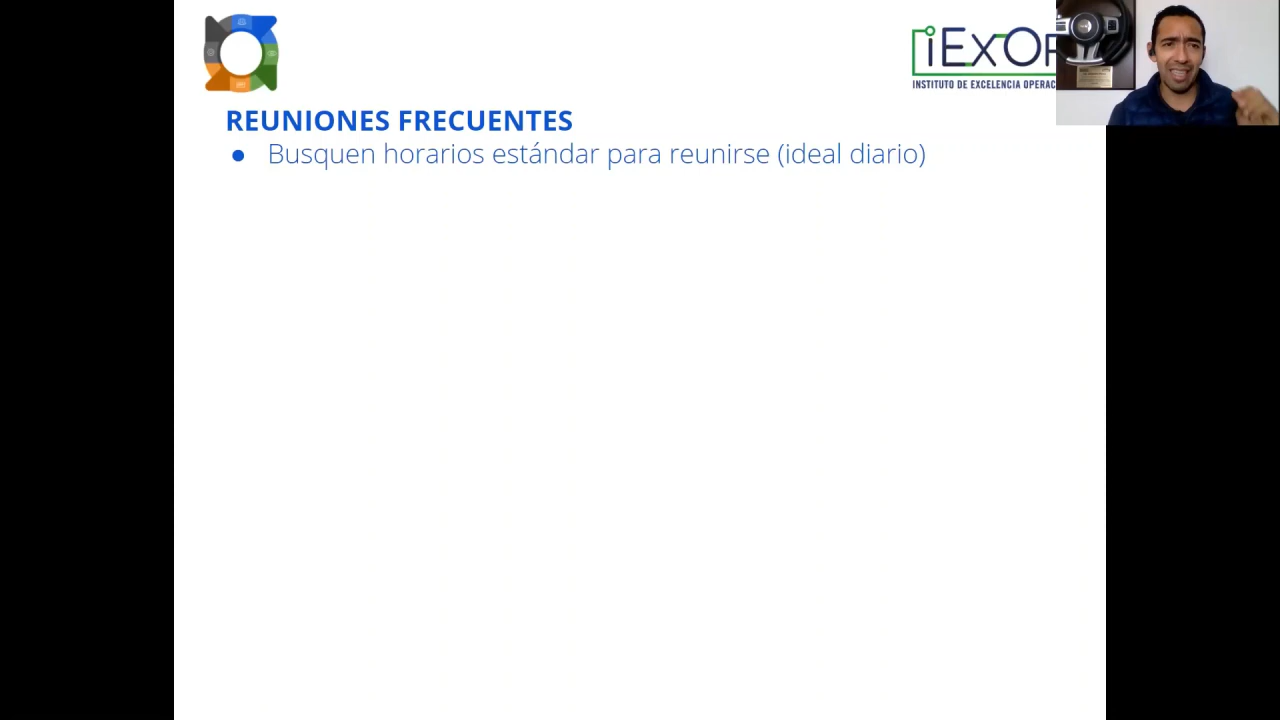 iExOP
INSTITUTO DE EXCELENCIA OPERAC
REUNIONES FRECUENTES
● Busquen horarios estándar para reunirse (ideal diario)